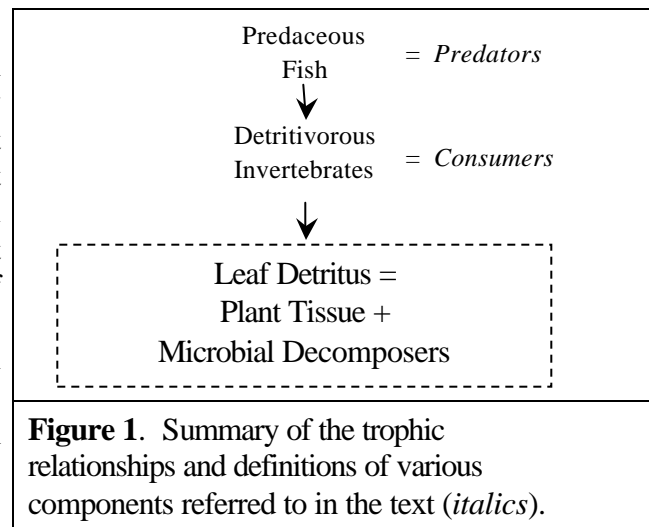 Predaceous
Fish
= Predators
Detritivorous
Invertebrates
= Consumers
Leaf Detritus =
Plant Tissue +
Microbial Decomposers
Figure 1. Summary of the trophic
relationships and definitions of various
components referred to in the text (italics).